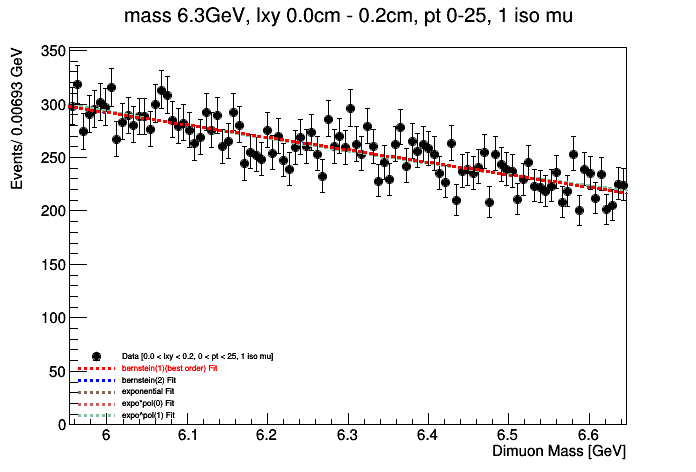 mass 6.3GeV, lxy 0.0cm - 0.2cm, pt 0-25, 1 iso mu
Events/ 0.00693 GeV
350
300
250
200
150
100
50
0
Data [0.0 < lxy < 0.2, 0 < pt < 25, 1 iso mu]
bernstein(1)(best order) Fit
bernstein(2) Fit
exponential Fit
expo*pol(0) Fit
expo*pol(1) Fit
6 6.1 6.2 6.3 6.4 6.5 6.6
Dimuon Mass [GeV]